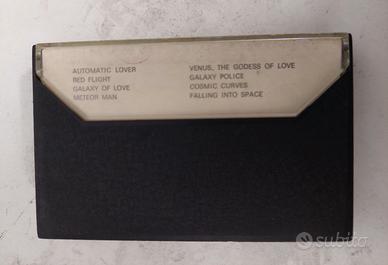 AUTOMATIC LOVER
RED FLIGHT
GALAXY OF LOVE
METEOR MAN
VENUS, THE GODESS OF LOVE
GALAXY POLICE
COSMIC CURVES
FALLING INTO SPACE
subito